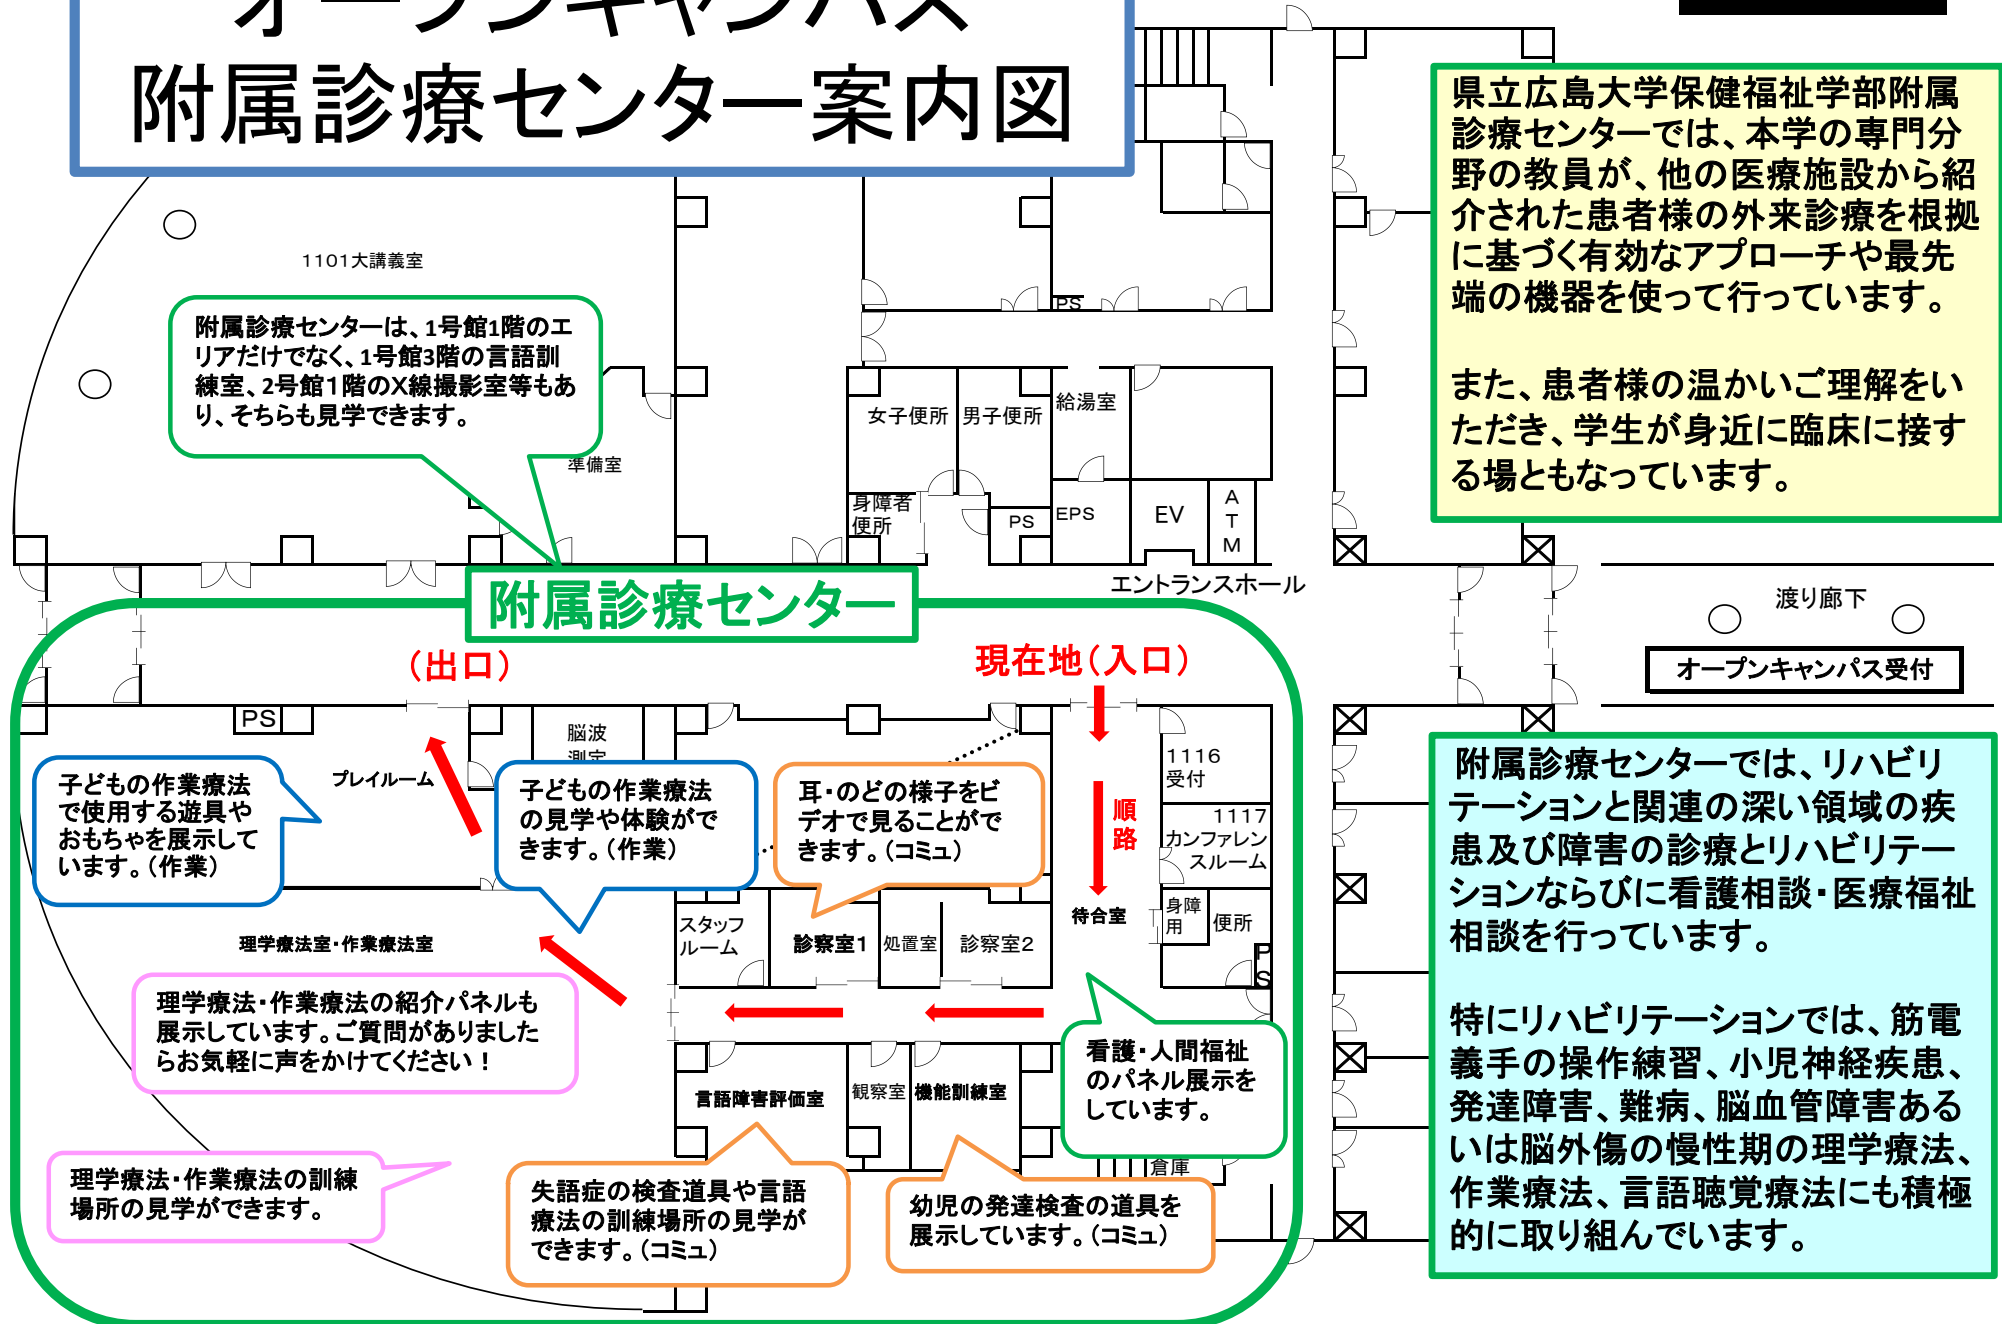 オープンキャンパス
附属診療センター案内図
県立広島大学保健福祉学部附属
診療センターでは、本学の専門分
野の教員が、他の医療施設から紹
介された患者様の外来診療を根拠
に基づく有効なアプローチや最先
端の機器を使って行っています。
また、患者様の温かいご理解をい
ただき、学生が身近に臨床に接す
る場ともなっています。
1101大講義室
附属診療センターは、1号館1階のエ
リアだけでなく、1号館3階の言語訓
練室、2号館1階のX線撮影室等もあ
り、そちらも見学できます。
準備室
PS
女子便所
男子便所
給湯室
身障者
便所
PS
EPS
EV
A
T
M
エントランスホール
附属診療センター
渡り廊下
オープンキャンパス受付
(出口)
現在地(入口)
PS
脳波
測定
プレイルーム
子どもの作業療法
で使用する遊具や
おもちゃを展示して
います。(作業)
子どもの作業療法
の見学や体験がで
きます。(作業)
耳・のどの様子をビ
デオで見ることがで
きます。(コミュ)
順
路
1116
受付
1117
カンファレン
スルーム
待合室
身障
用
便所
PS
スタッフ
ルーム
診察室1
処置室
診察室2
理学療法室・作業療法室
理学療法・作業療法の紹介パネルも
展示しています。ご質問がありました
らお気軽に声をかけてください！
看護・人間福祉
のパネル展示を
しています。
言語障害評価室
観察室
機能訓練室
倉庫
理学療法・作業療法の訓練
場所の見学ができます。
失語症の検査道具や言語
療法の訓練場所の見学が
できます。(コミュ)
幼児の発達検査の道具を
展示しています。(コミュ)
附属診療センターでは、リハビリ
テーションと関連の深い領域の疾
患及び障害の診療とリハビリテー
ションならびに看護相談・医療福祉
相談を行っています。
特にリハビリテーションでは、筋電
義手の操作練習、小児神経疾患、
発達障害、難病、脳血管障害ある
いは脳外傷の慢性期の理学療法、
作業療法、言語聴覚療法にも積極
的に取り組んでいます。